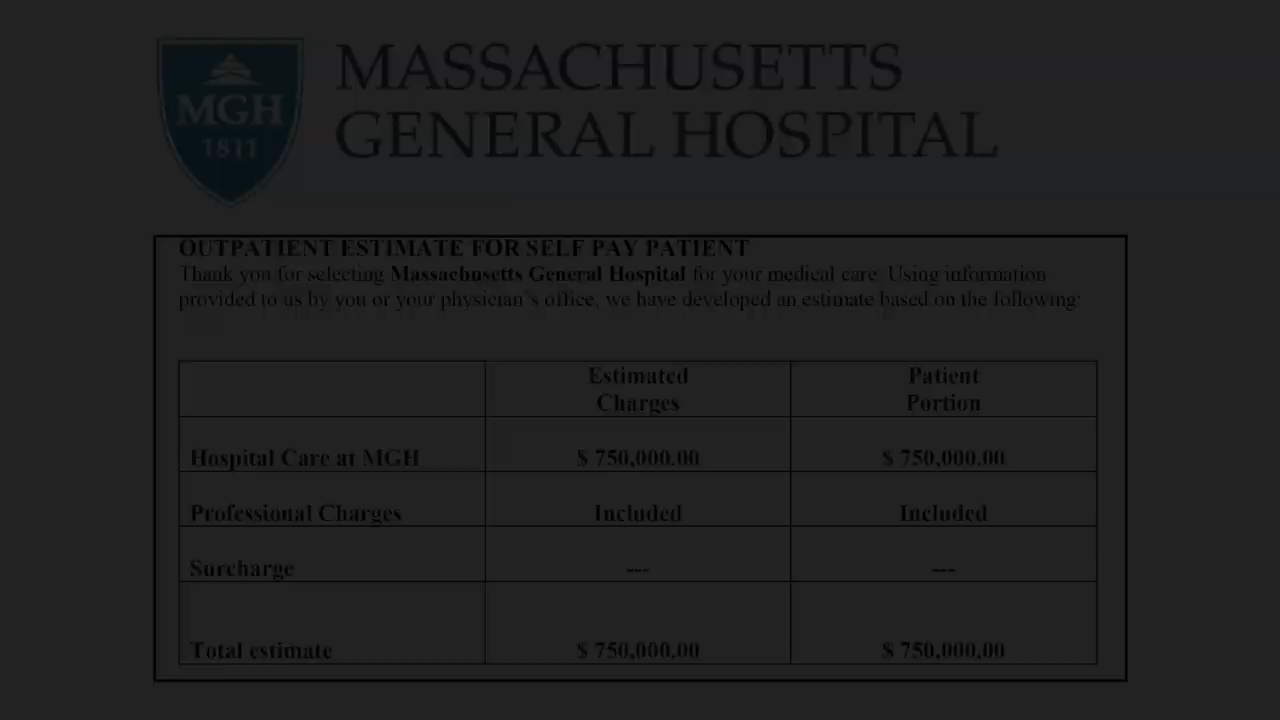 MGH
1811
MASSACHUSETTS
GENERAL HOSPITAL
OUTPATIENT ESTIMATE FOR SELF PAY PATIENT
Thank you for selecting Massachusetts General Hospital for your medical care. Using information
provided to us by you or your physician's office, we have developed an estimate based on the following:
Estimated Charges
Patient Portion
Hospital Care at MGH $ 750,000.00 $ 750,000.00
Professional Charges Included Included
Surcharge --- ---
Total estimate $ 750,000.00 $ 750,000.00